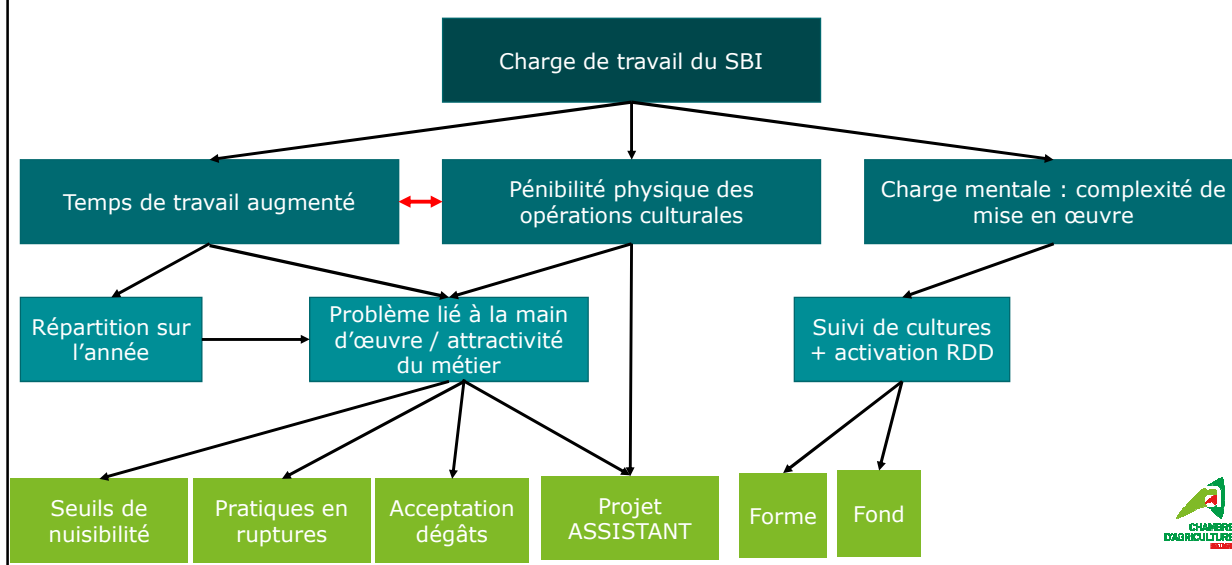 Charge de travail du SBI
Temps de travail augmenté
Pénibilité physique des
opérations culturales
Charge mentale : complexité de
mise en œuvre
Répartition sur
l’année
Problème lié à la main
d’œuvre / attractivité
du métier
Suivi de cultures
+ activation RDD
Seuils de
nuisibilité
Pratiques en
ruptures
Acceptation
dégâts
Projet
ASSISTANT
Forme
Fond
CHAMBRE
D'AGRICULTURE